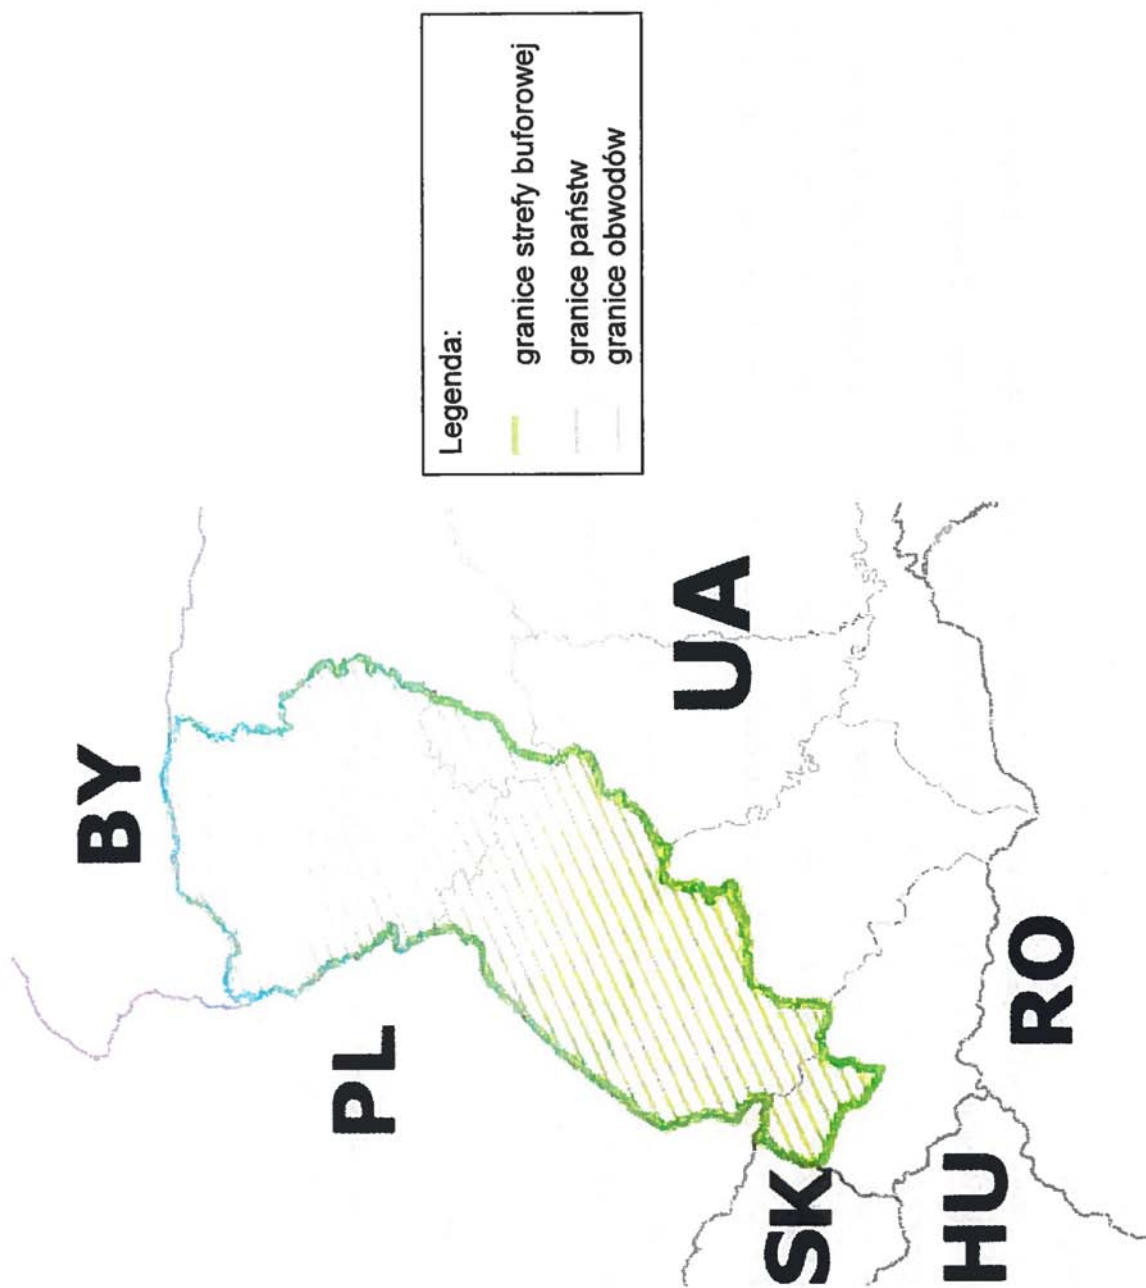 Legenda:
granice strefy buforowej
granice państw
granice obwodów
BY
PL
UA
SK
HU
RO